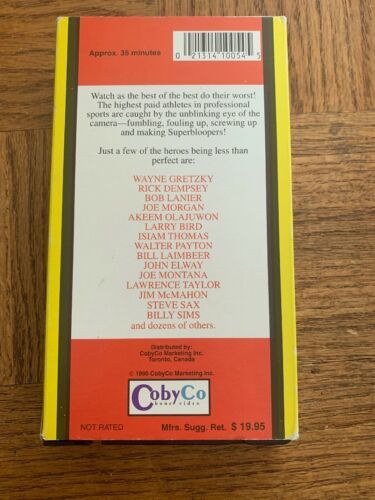 Approx. 35 minutes
0 21314 10054 5
Watch as the best of the best do their worst!
The highest paid athletes in professional
sports are caught by the unblinking eye of the
camera—fumbling, fouling up, screwing up
and making Superbloopers!
Just a few of the heroes being less than
perfect are:
WAYNE GRETZKY
RICK DEMPSEY
BOB LANIER
JOE MORGAN
AKEEM OLAJUWON
LARRY BIRD
ISIAM THOMAS
WALTER PAYTON
BILL LAIMBEER
JOHN ELWAY
JOE MONTANA
LAWRENCE TAYLOR
JIM McMAHON
STEVE SAX
BILLY SIMS
and dozens of others.
Distributed by:
CobyCo Marketing Inc.
Toronto, Canada
© 1990 CobyCo Marketing Inc.
CobyCo
home video
NOT RATED
Mfrs. Sugg. Ret. $ 19.95